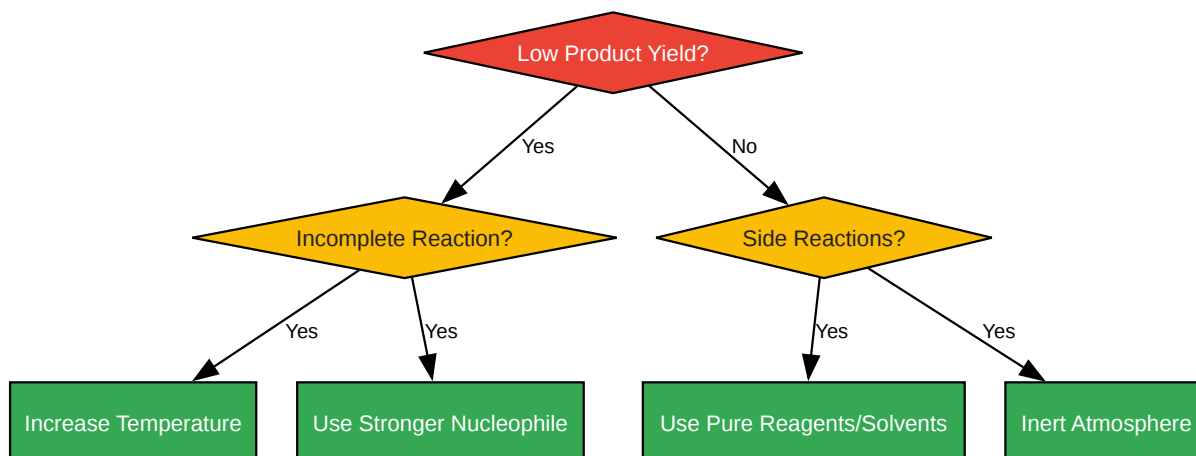 Low Product Yield?
Yes
No
Incomplete Reaction?
Side Reactions?
Yes
Yes
Yes
Yes
Increase Temperature
Use Stronger Nucleophile
Use Pure Reagents/Solvents
Inert Atmosphere